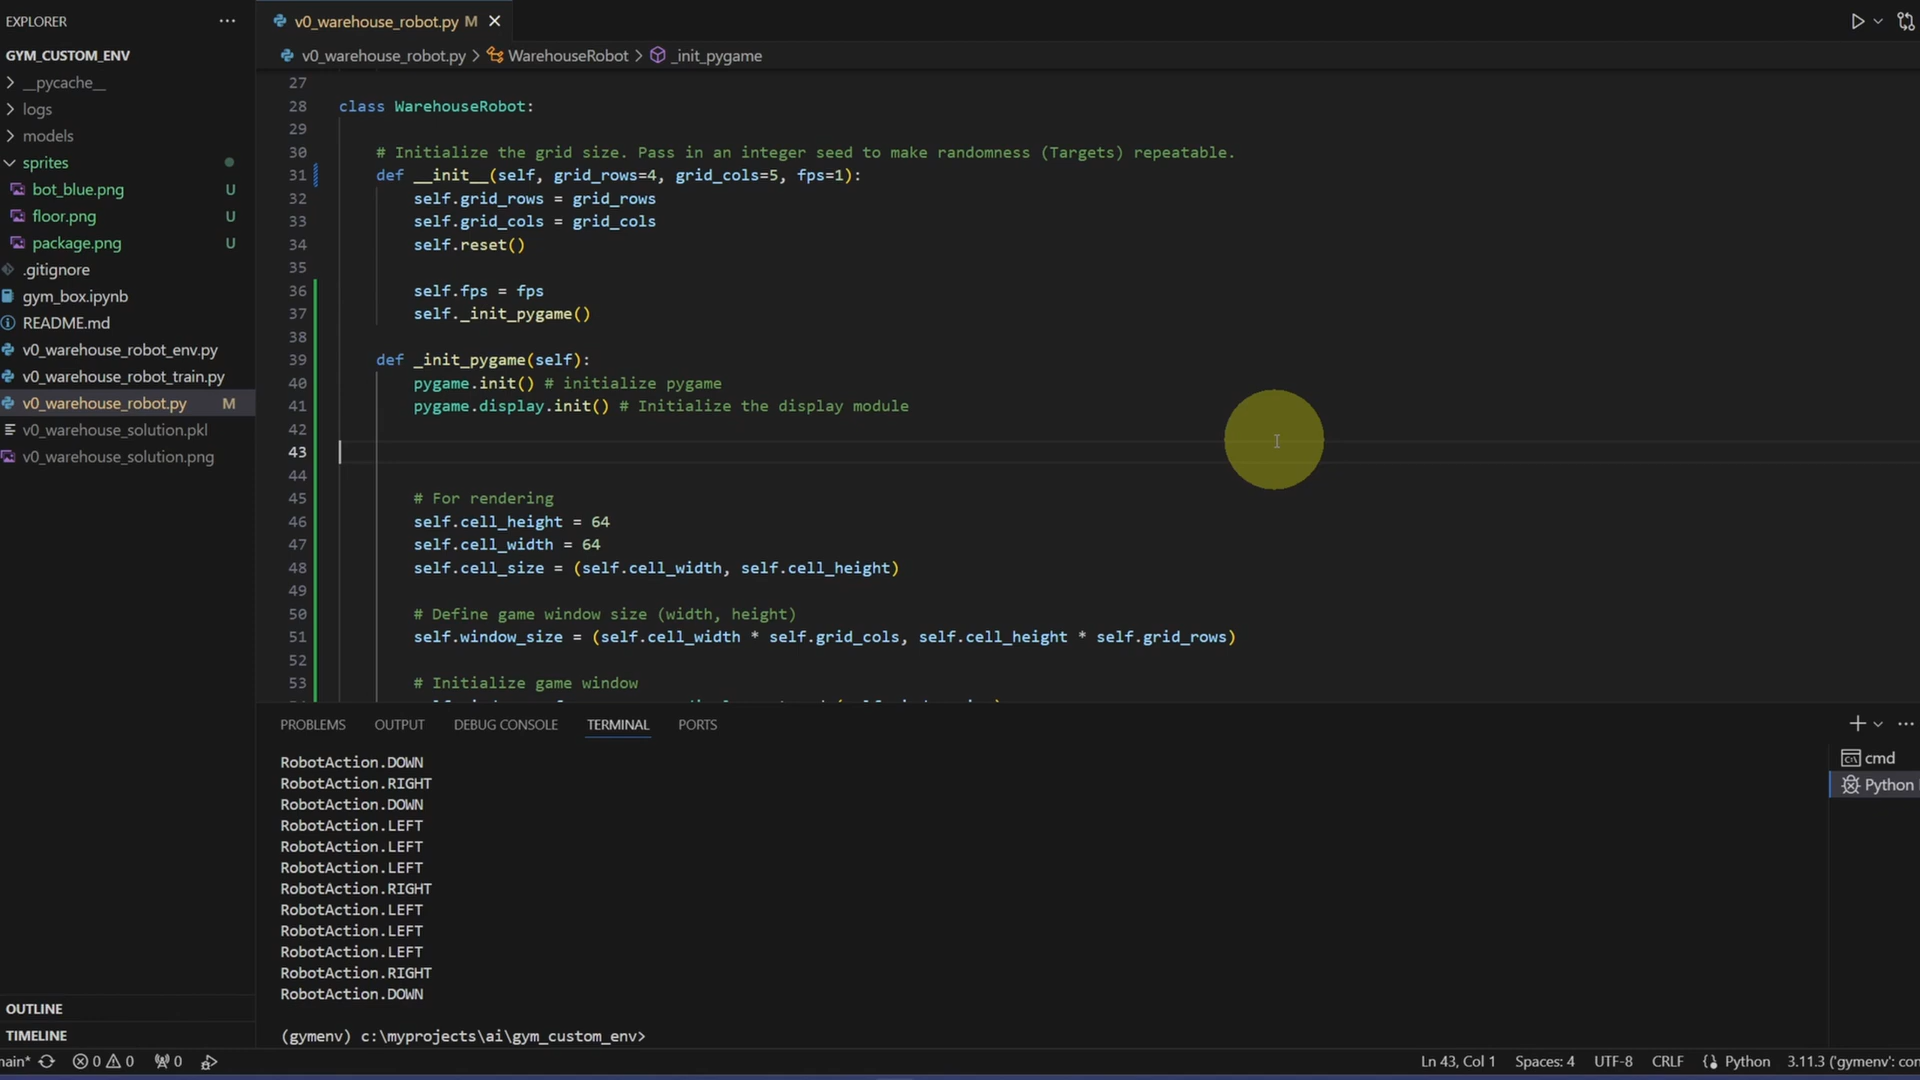 EXPLORER
GYM_CUSTOM_ENV
__pycache__
logs
models
sprites
bot_blue.png U
floor.png U
package.png U
.gitignore
gym_box.ipynb
README.md
v0_warehouse_robot_env.py
v0_warehouse_robot_train.py
v0_warehouse_robot.py M
v0_warehouse_solution.pkl
v0_warehouse_solution.png
OUTLINE
TIMELINE
v0_warehouse_robot.py M
v0_warehouse_robot.py > WarehouseRobot > _init_pygame
27
28 class WarehouseRobot:
29
30 # Initialize the grid size. Pass in an integer seed to make randomness (Targets) repeatable.
31 def __init__(self, grid_rows=4, grid_cols=5, fps=1):
32 self.grid_rows = grid_rows
33 self.grid_cols = grid_cols
34 self.reset()
35
36 self.fps = fps
37 self._init_pygame()
38
39 def _init_pygame(self):
40 pygame.init() # initialize pygame
41 pygame.display.init() # Initialize the display module
42
43
44
45 # For rendering
46 self.cell_height = 64
47 self.cell_width = 64
48 self.cell_size = (self.cell_width, self.cell_height)
49
50 # Define game window size (width, height)
51 self.window_size = (self.cell_width * self.grid_cols, self.cell_height * self.grid_rows)
52
53 # Initialize game window
PROBLEMS OUTPUT DEBUG CONSOLE TERMINAL PORTS
RobotAction.DOWN
RobotAction.RIGHT
RobotAction.DOWN
RobotAction.LEFT
RobotAction.LEFT
RobotAction.LEFT
RobotAction.RIGHT
RobotAction.LEFT
RobotAction.LEFT
RobotAction.LEFT
RobotAction.RIGHT
RobotAction.DOWN
(gymenv) c:\myprojects\ai\gym_custom_env>
cmd
Python
0 0 0 Ln 43, Col 1 Spaces: 4 UTF-8 CRLF Python 3.11.3 ('gymenv': con